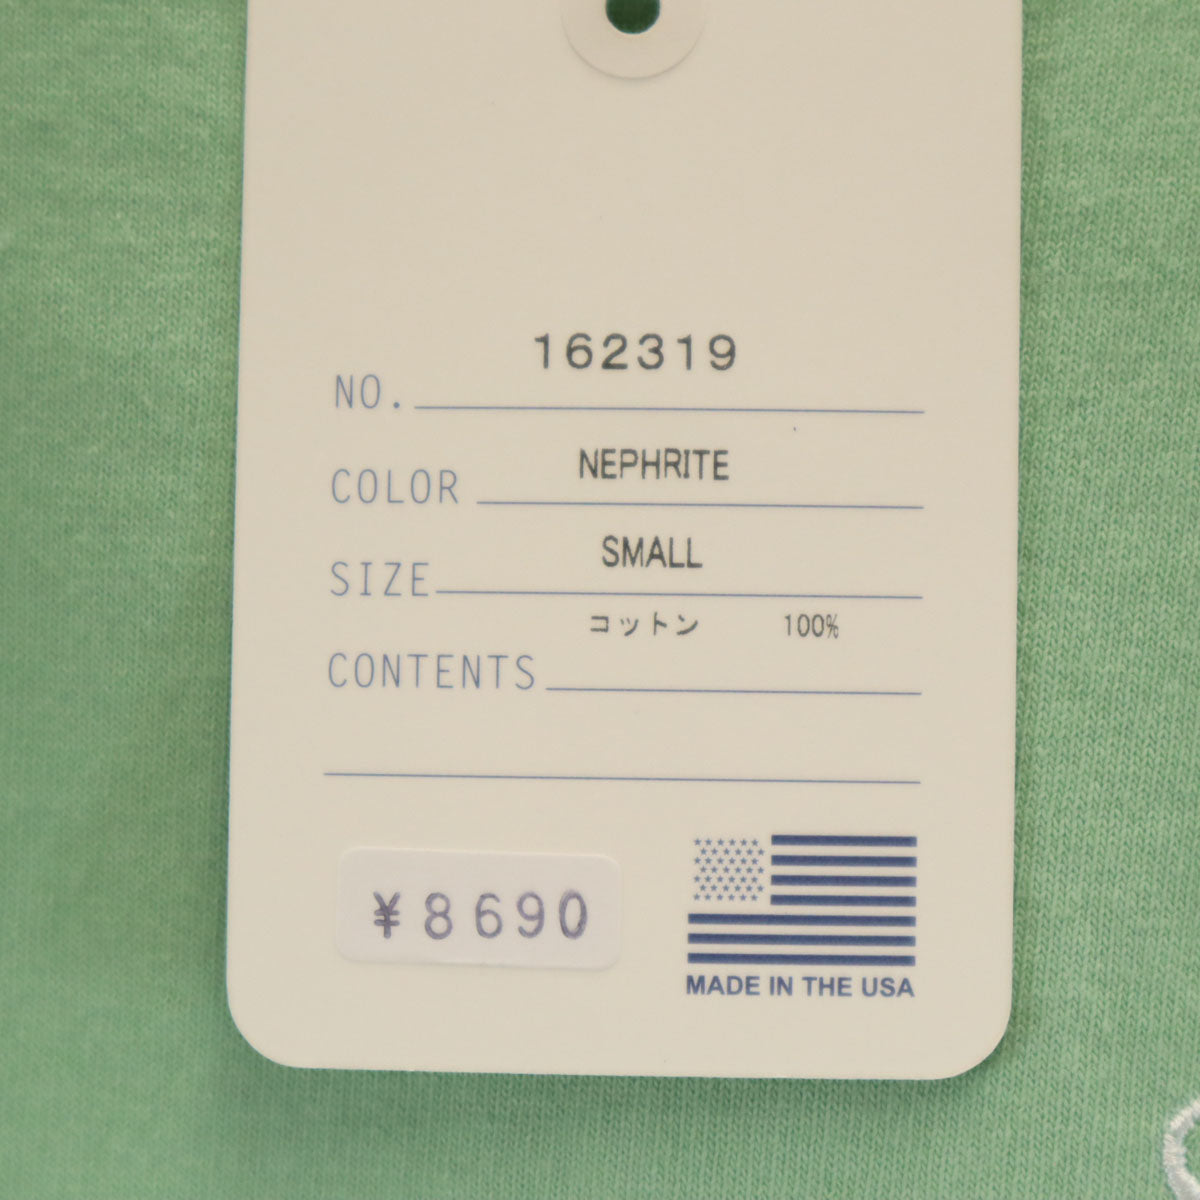 162319
NO.
NEPHRITE
COLOR
SMALL
SIZE
コットン 100%
CONTENTS
¥8690
MADE IN THE USA